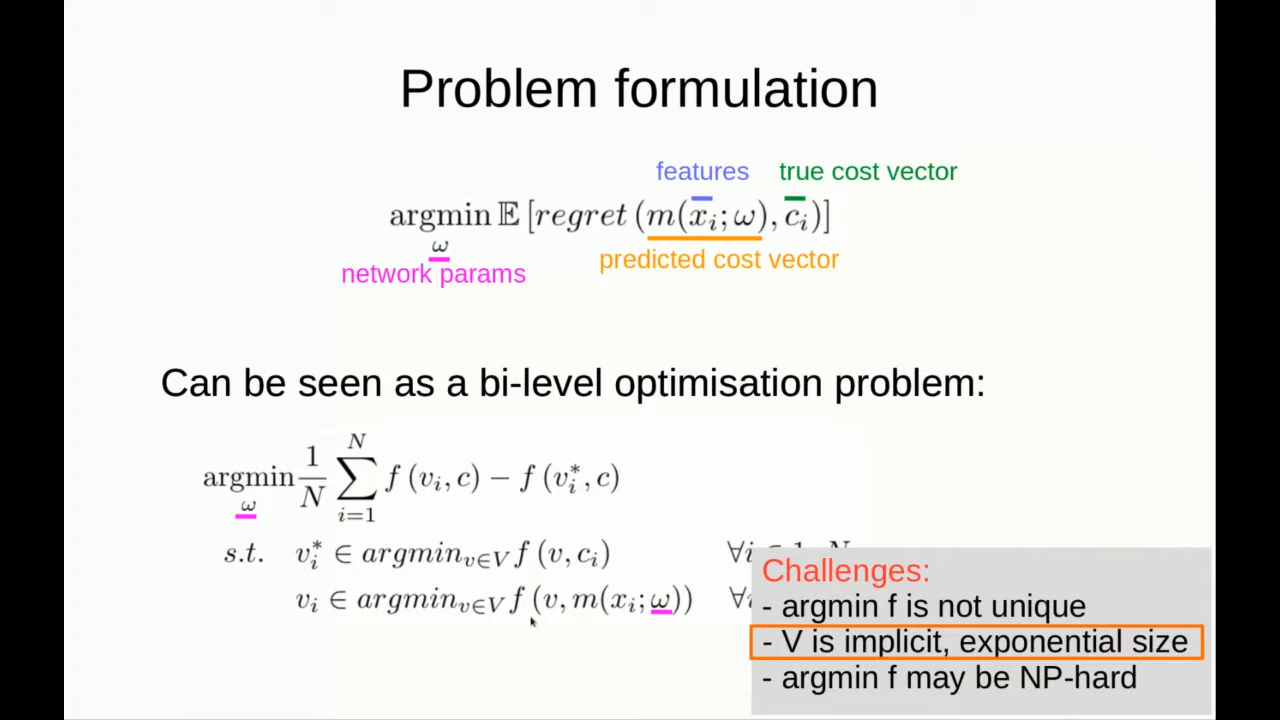 Problem formulation
features true cost vector
argmin 𝔼 [regret (m(x_i; ω), c_i)]
ω
network params predicted cost vector
Can be seen as a bi-level optimisation problem:
argmin_ω 1/N ∑_{i=1}^{N} f (v_i, c) − f (v_i^*, c)
s.t. v_i^* ∈ argmin_{v∈V} f (v, c_i) ∀i
v_i ∈ argmin_{v∈V} f (v, m(x_i; ω)) ∀i
Challenges:
- argmin f is not unique
- V is implicit, exponential size
- argmin f may be NP-hard